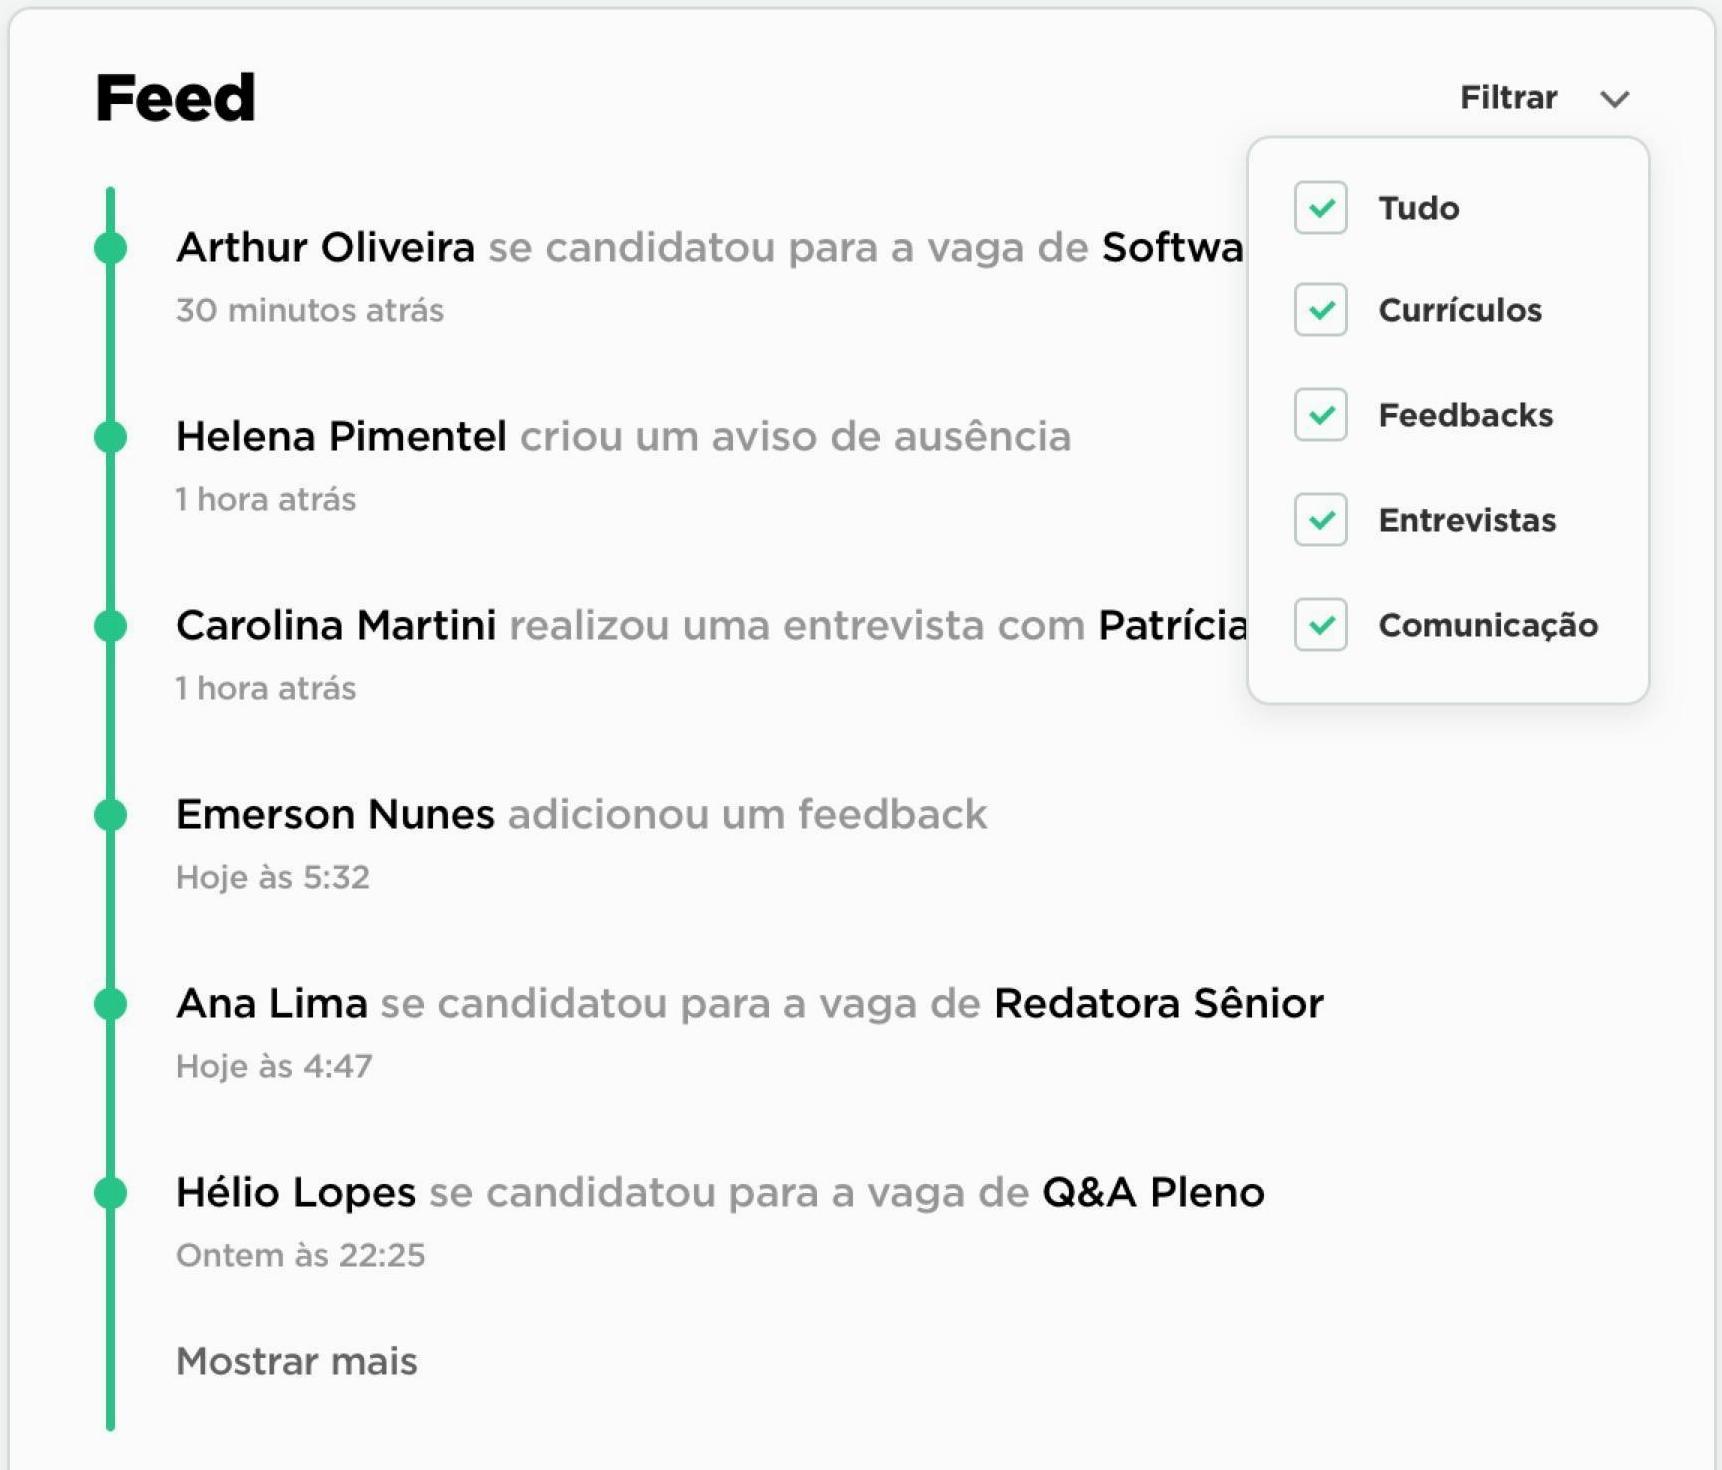 Feed
Filtrar
Tudo
Currículos
Feedbacks
Entrevistas
Comunicação
Arthur Oliveira se candidatou para a vaga de
30 minutos atrás
Helena Pimentel criou um aviso de ausência
1 hora atrás
Carolina Martini realizou uma entrevista com Patrícia
1 hora atrás
Emerson Nunes adicionou um feedback
Hoje às 5:32
Ana Lima se candidatou para a vaga de Redatora Sênior
Hoje às 4:47
Hélio Lopes se candidatou para a vaga de Q&A Pleno
Ontem às 22:25
Mostrar mais